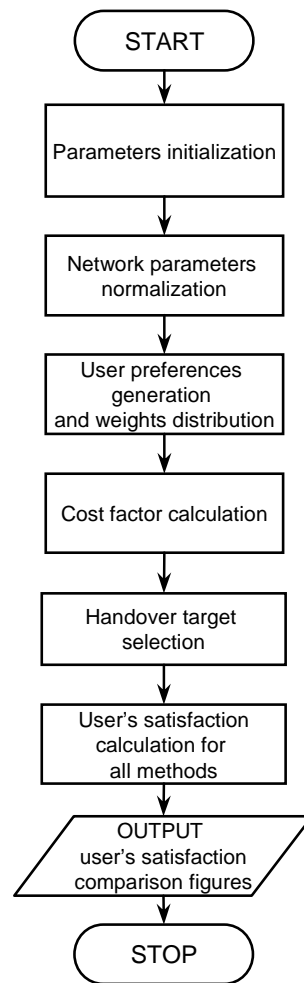 START
Parameters initialization
Network parameters
normalization
User preferences
generation
and weights distribution
Cost factor calculation
Handover target
selection
User's satisfaction
calculation for
all methods
OUTPUT
user's satisfaction
comparison figures
STOP